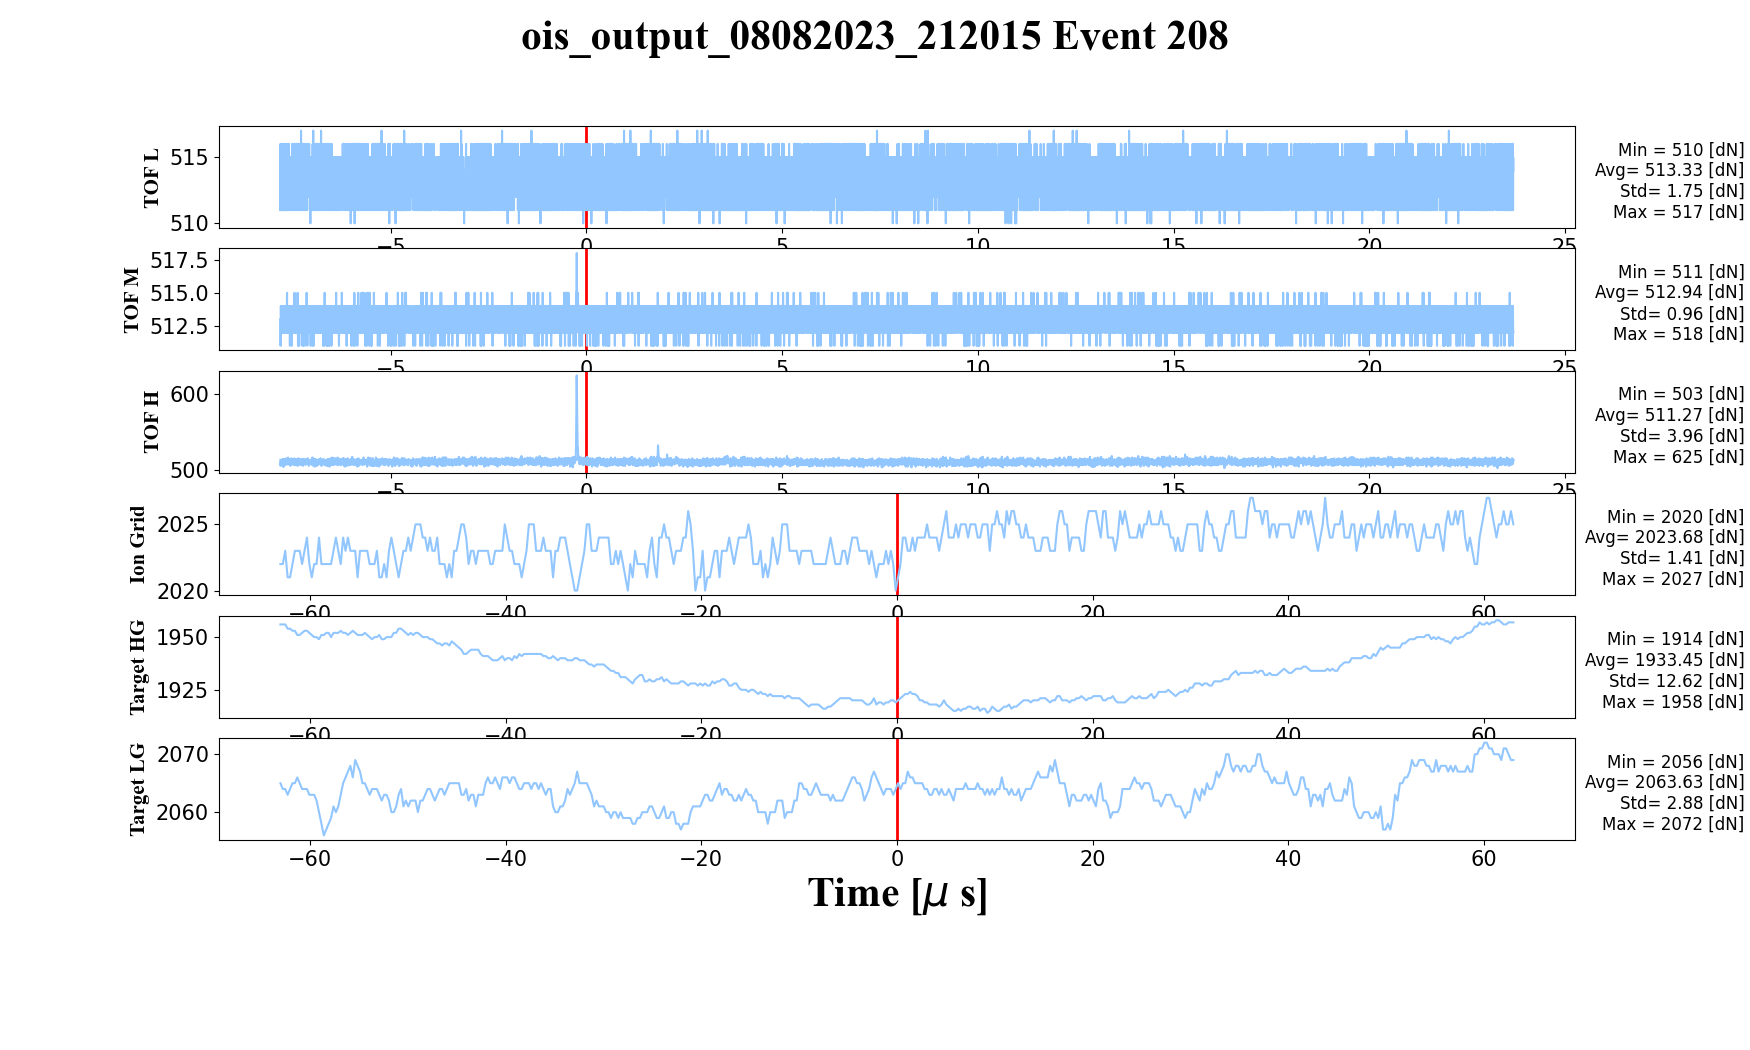 ois_output_08082023_212015 Event 208
TOF L
515
510
−5
0
5
10
15
20
25
Min = 510 [dN]
Avg= 513.33 [dN]
Std= 1.75 [dN]
Max = 517 [dN]
TOF M
517.5
515.0
512.5
−5
0
5
10
15
20
25
Min = 511 [dN]
Avg= 512.94 [dN]
Std= 0.96 [dN]
Max = 518 [dN]
TOF H
600
500
−5
0
5
10
15
20
25
Min = 503 [dN]
Avg= 511.27 [dN]
Std= 3.96 [dN]
Max = 625 [dN]
Ion Grid
2025
2020
−60
−40
−20
0
20
40
60
Min = 2020 [dN]
Avg= 2023.68 [dN]
Std= 1.41 [dN]
Max = 2027 [dN]
Target HG
1950
1925
−60
−40
−20
0
20
40
60
Min = 1914 [dN]
Avg= 1933.45 [dN]
Std= 12.62 [dN]
Max = 1958 [dN]
Target LG
2070
2060
−60
−40
−20
0
20
40
60
Min = 2056 [dN]
Avg= 2063.63 [dN]
Std= 2.88 [dN]
Max = 2072 [dN]
Time [μ s]